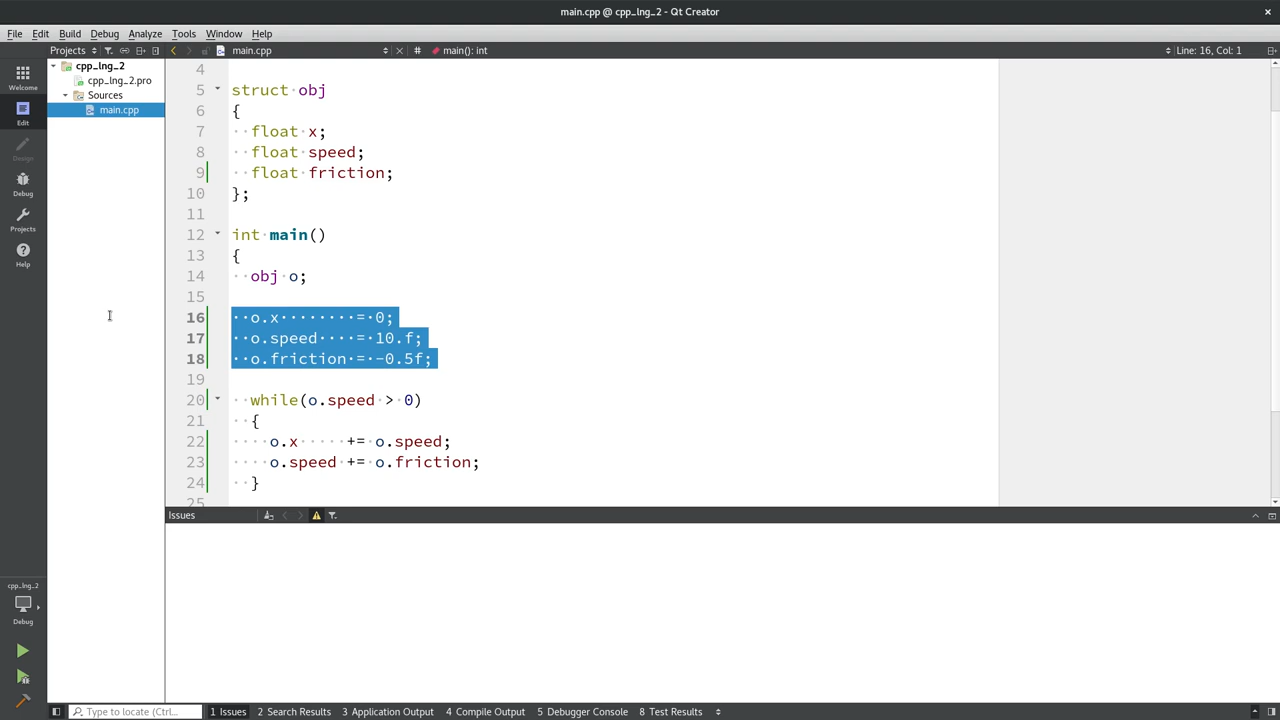 main.cpp @ cpp_lng_2 - Qt Creator
File Edit Build Debug Analyze Tools Window Help
Projects main.cpp # main(): int Line: 16, Col: 1
Welcome
Edit
Design
Debug
Projects
Help
cpp_lng_2
cpp_lng_2.pro
Sources
main.cpp
4
5 struct obj
6 {
7 float x;
8 float speed;
9 float friction;
10 };
11
12 int main()
13 {
14 obj o;
15
16 o.x = 0;
17 o.speed = 10.f;
18 o.friction = -0.5f;
19
20 while(o.speed > 0)
21 {
22 o.x += o.speed;
23 o.speed += o.friction;
24 }
25
Issues
cpp_lng_2
Debug
Type to locate (Ctrl... 1 Issues 2 Search Results 3 Application Output 4 Compile Output 5 Debugger Console 8 Test Results